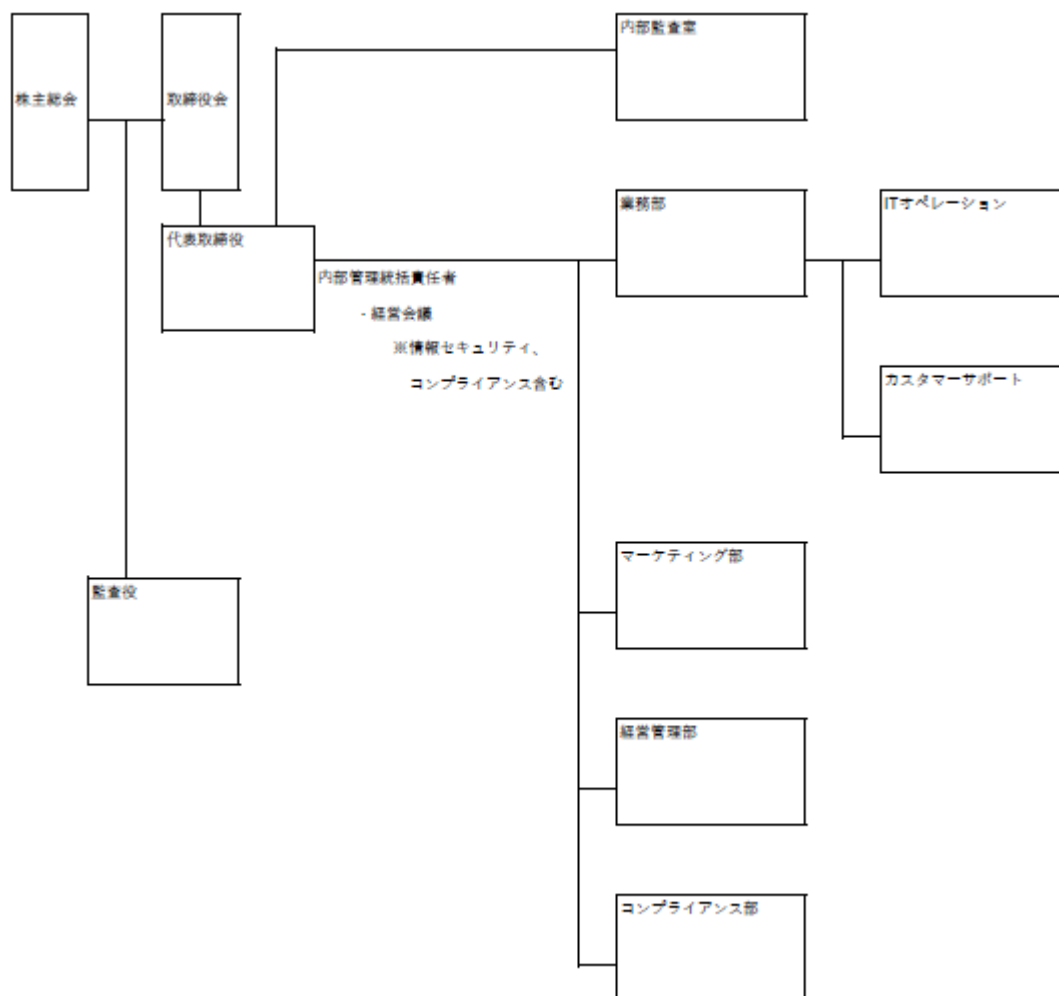 内部監査室
株主総会
取締役会
業務部
ITオペレーション
代表取締役
内部管理統括責任者
- 経営会議
※情報セキュリティ、
コンプライアンス含む
カスタマーサポート
マーケティング部
監査役
経営管理部
コンプライアンス部